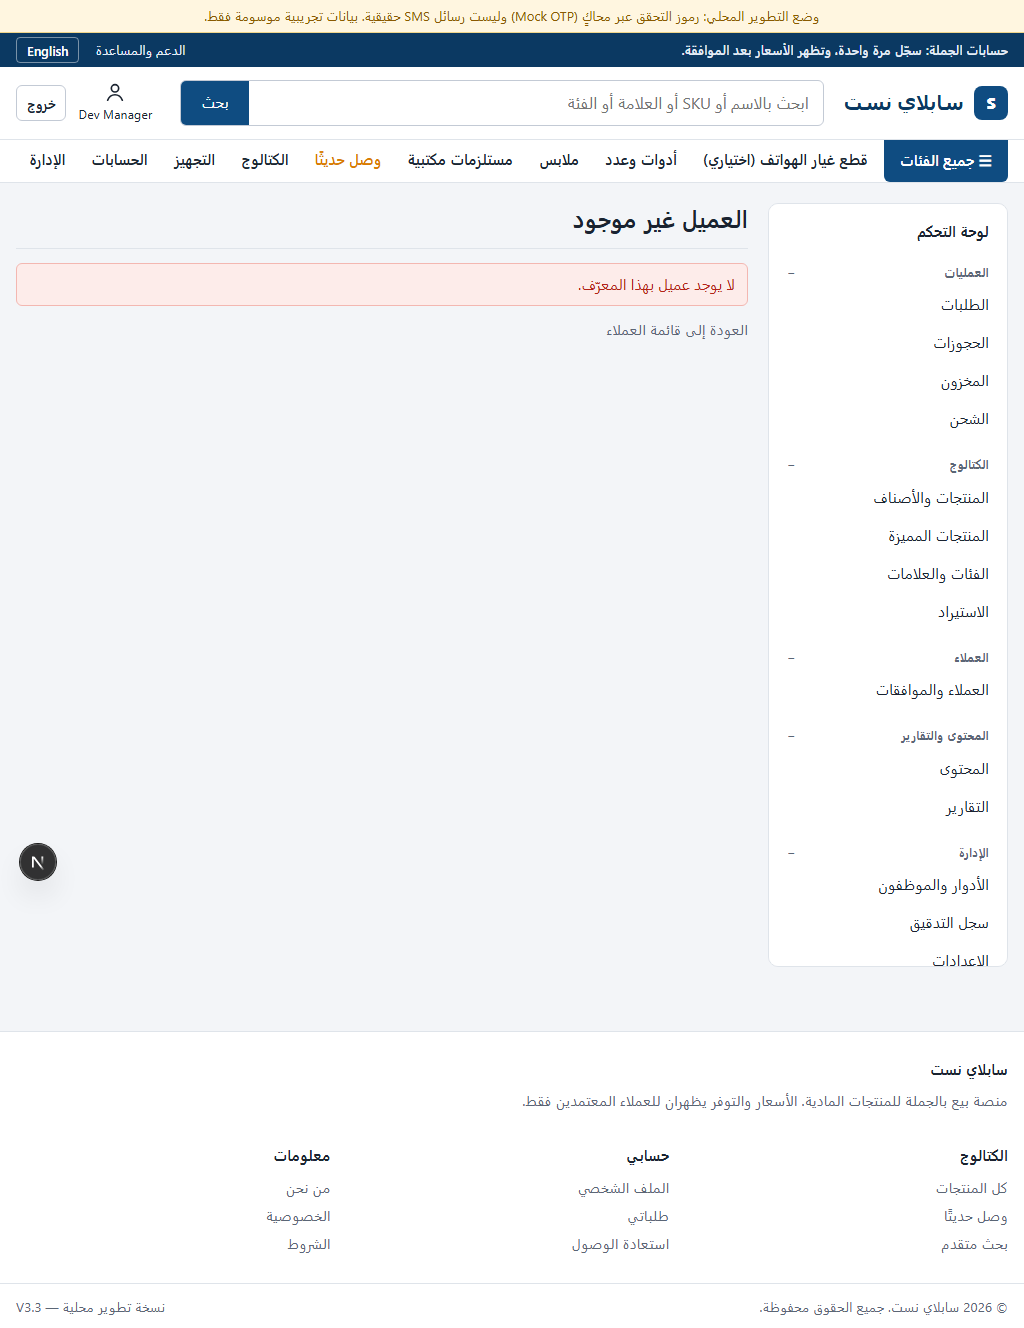 وضع التطوير المحلي: رموز التحقق عبر محاكٍ (Mock OTP) وليست رسائل SMS حقيقية. بيانات تجريبية موسومة فقط.
حسابات الجملة: سجّل مرة واحدة، وتظهر الأسعار بعد الموافقة.
الدعم والمساعدة
English
S
سابلاي نست
ابحث بالاسم أو SKU أو العلامة أو الفئة
بحث
Dev Manager
خروج
☰ جميع الفئات
قطع غيار الهواتف (اختياري)
أدوات وعدد
ملابس
مستلزمات مكتبية
وصل حديثًا
الكتالوج
التجهيز
الحسابات
الإدارة
لوحة التحكم
العمليات –
الطلبات
الحجوزات
المخزون
الشحن
الكتالوج –
المنتجات والأصناف
المنتجات المميزة
الفئات والعلامات
الاستيراد
العملاء –
العملاء والموافقات
المحتوى والتقارير –
المحتوى
التقارير
الإدارة –
الأدوار والموظفون
سجل التدقيق
الإعدادات
العميل غير موجود
لا يوجد عميل بهذا المعرّف.
العودة إلى قائمة العملاء
N
سابلاي نست
منصة بيع بالجملة للمنتجات المادية. الأسعار والتوفر يظهران للعملاء المعتمدين فقط.
الكتالوج
كل المنتجات
وصل حديثًا
بحث متقدم
حسابي
الملف الشخصي
طلباتي
استعادة الوصول
معلومات
من نحن
الخصوصية
الشروط
© 2026 سابلاي نست. جميع الحقوق محفوظة.
نسخة تطوير محلية — V3.3